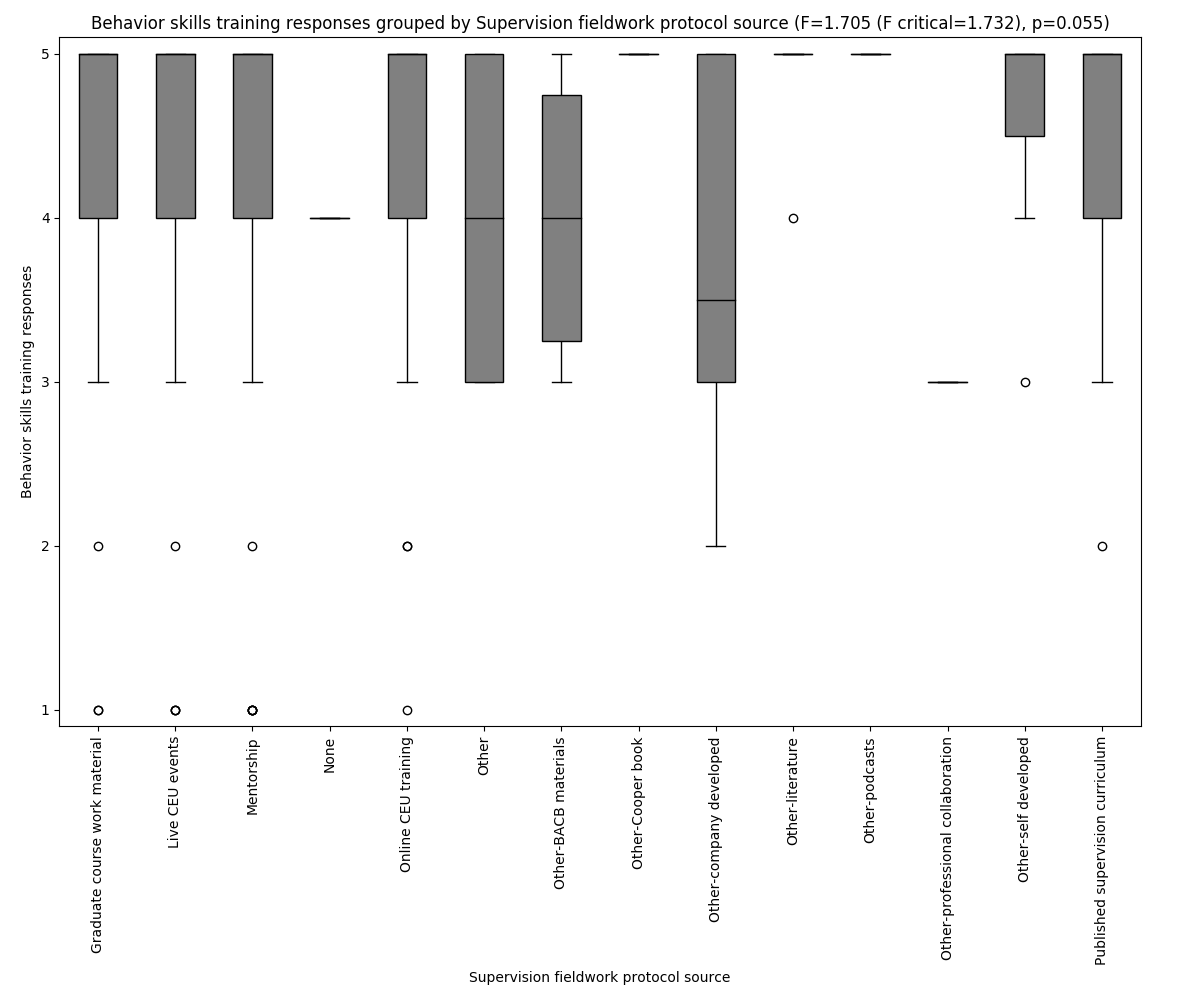 Behavior skills training responses grouped by Supervision fieldwork protocol source (F=1.705 (F critical=1.732), p=0.055)
Behavior skills training responses
5
4
3
2
1
Graduate course work material
Live CEU events
Mentorship
None
Online CEU training
Other
Other-BACB materials
Other-Cooper book
Other-company developed
Other-literature
Other-podcasts
Other-professional collaboration
Other-self developed
Published supervision curriculum
Supervision fieldwork protocol source